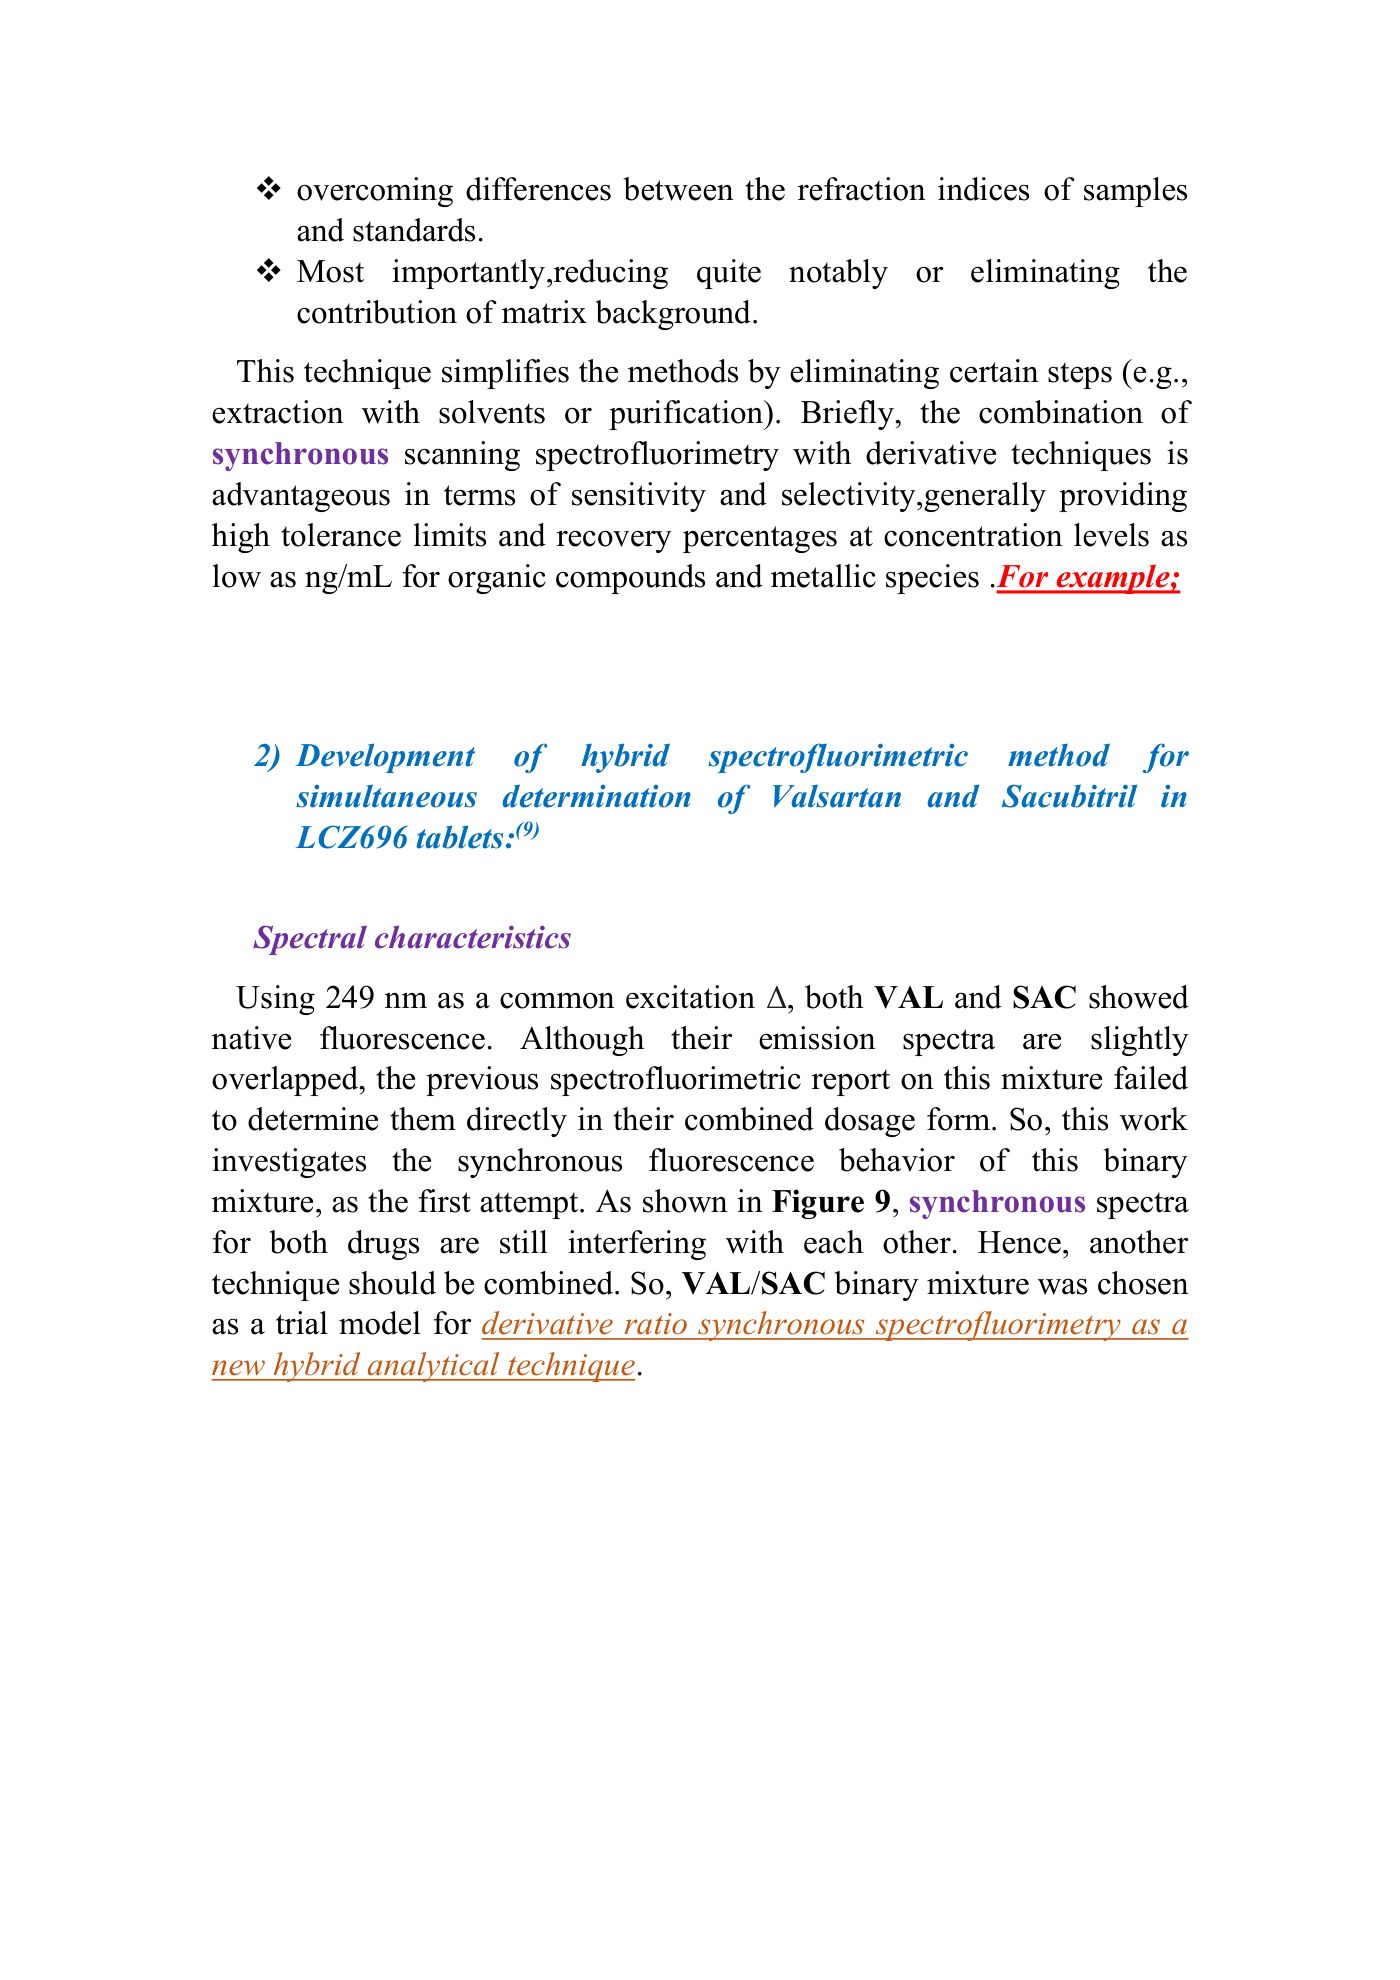 ❖ overcoming differences between the refraction indices of samples
and standards.
❖ Most importantly,reducing quite notably or eliminating the
contribution of matrix background.
This technique simplifies the methods by eliminating certain steps (e.g.,
extraction with solvents or purification). Briefly, the combination of
synchronous scanning spectrofluorimetry with derivative techniques is
advantageous in terms of sensitivity and selectivity,generally providing
high tolerance limits and recovery percentages at concentration levels as
low as ng/mL for organic compounds and metallic species .For example;
2) Development of hybrid spectrofluorimetric method for
simultaneous determination of Valsartan and Sacubitril in
LCZ696 tablets:(9)
Spectral characteristics
Using 249 nm as a common excitation Δ, both VAL and SAC showed
native fluorescence. Although their emission spectra are slightly
overlapped, the previous spectrofluorimetric report on this mixture failed
to determine them directly in their combined dosage form. So, this work
investigates the synchronous fluorescence behavior of this binary
mixture, as the first attempt. As shown in Figure 9, synchronous spectra
for both drugs are still interfering with each other. Hence, another
technique should be combined. So, VAL/SAC binary mixture was chosen
as a trial model for derivative ratio synchronous spectrofluorimetry as a
new hybrid analytical technique.